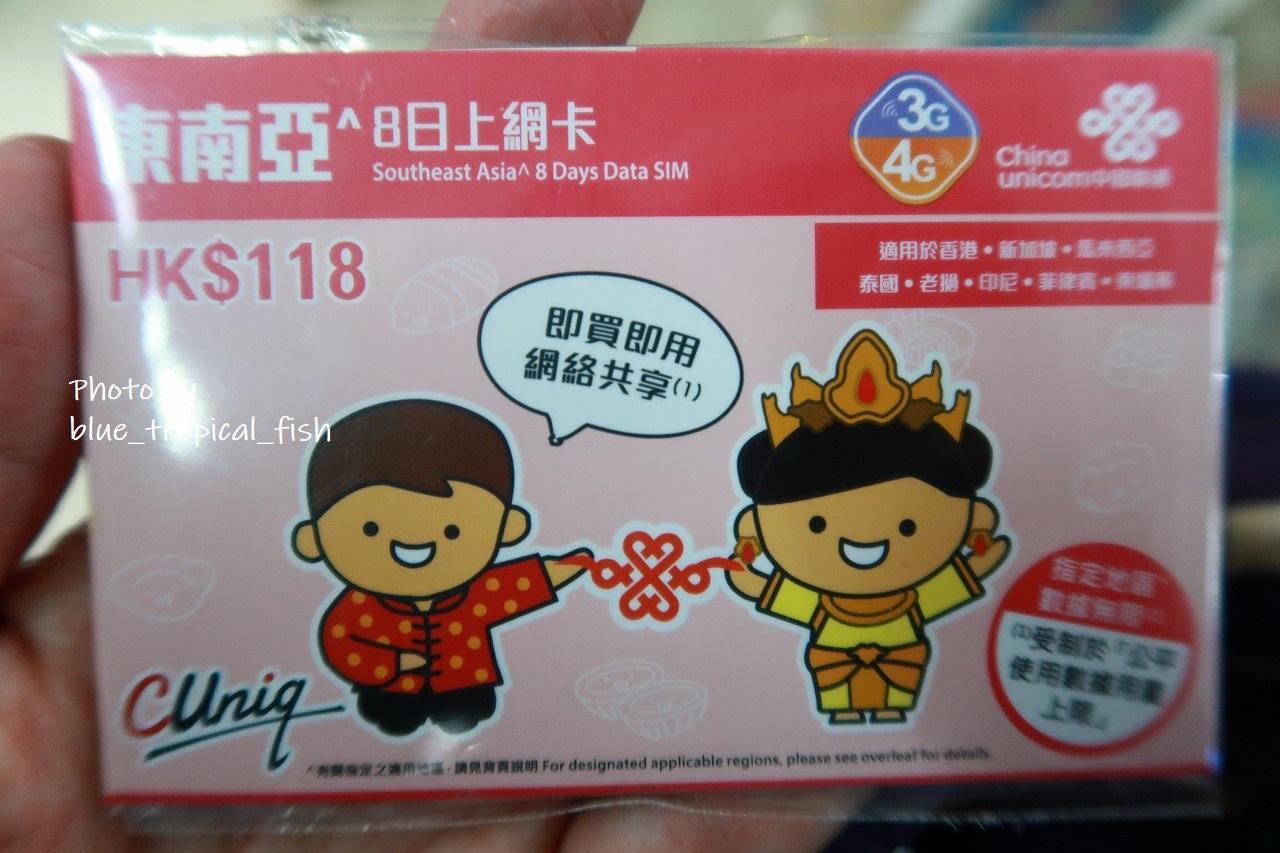 東南亞^ 8日上網卡
Southeast Asia^ 8 Days Data SIM
3G
4G
China
unicom中國聯通
HK$118
適用於香港•新加坡•馬來西亞
泰國•老撾•印尼•菲律賓•柬埔寨
即買即用
網絡共享(1)
Photo by
blue_tropical_fish
指定地區^
數據無限(1)
(1)受制於「公平
使用數據用量
上限」
CUniq
^有關指定之適用地區，請見背頁說明 For designated applicable regions, please see overleaf for details.